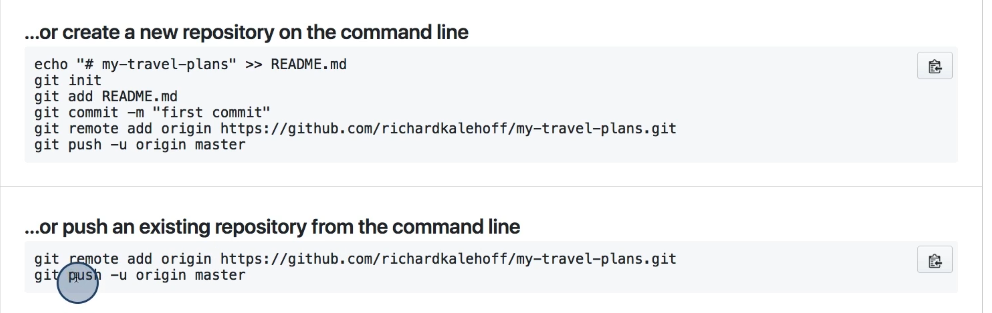 ...or create a new repository on the command line
echo "# my-travel-plans" >> README.md
git init
git add README.md
git commit -m "first commit"
git remote add origin https://github.com/richardkalehoff/my-travel-plans.git
git push -u origin master
...or push an existing repository from the command line
git remote add origin https://github.com/richardkalehoff/my-travel-plans.git
git push -u origin master